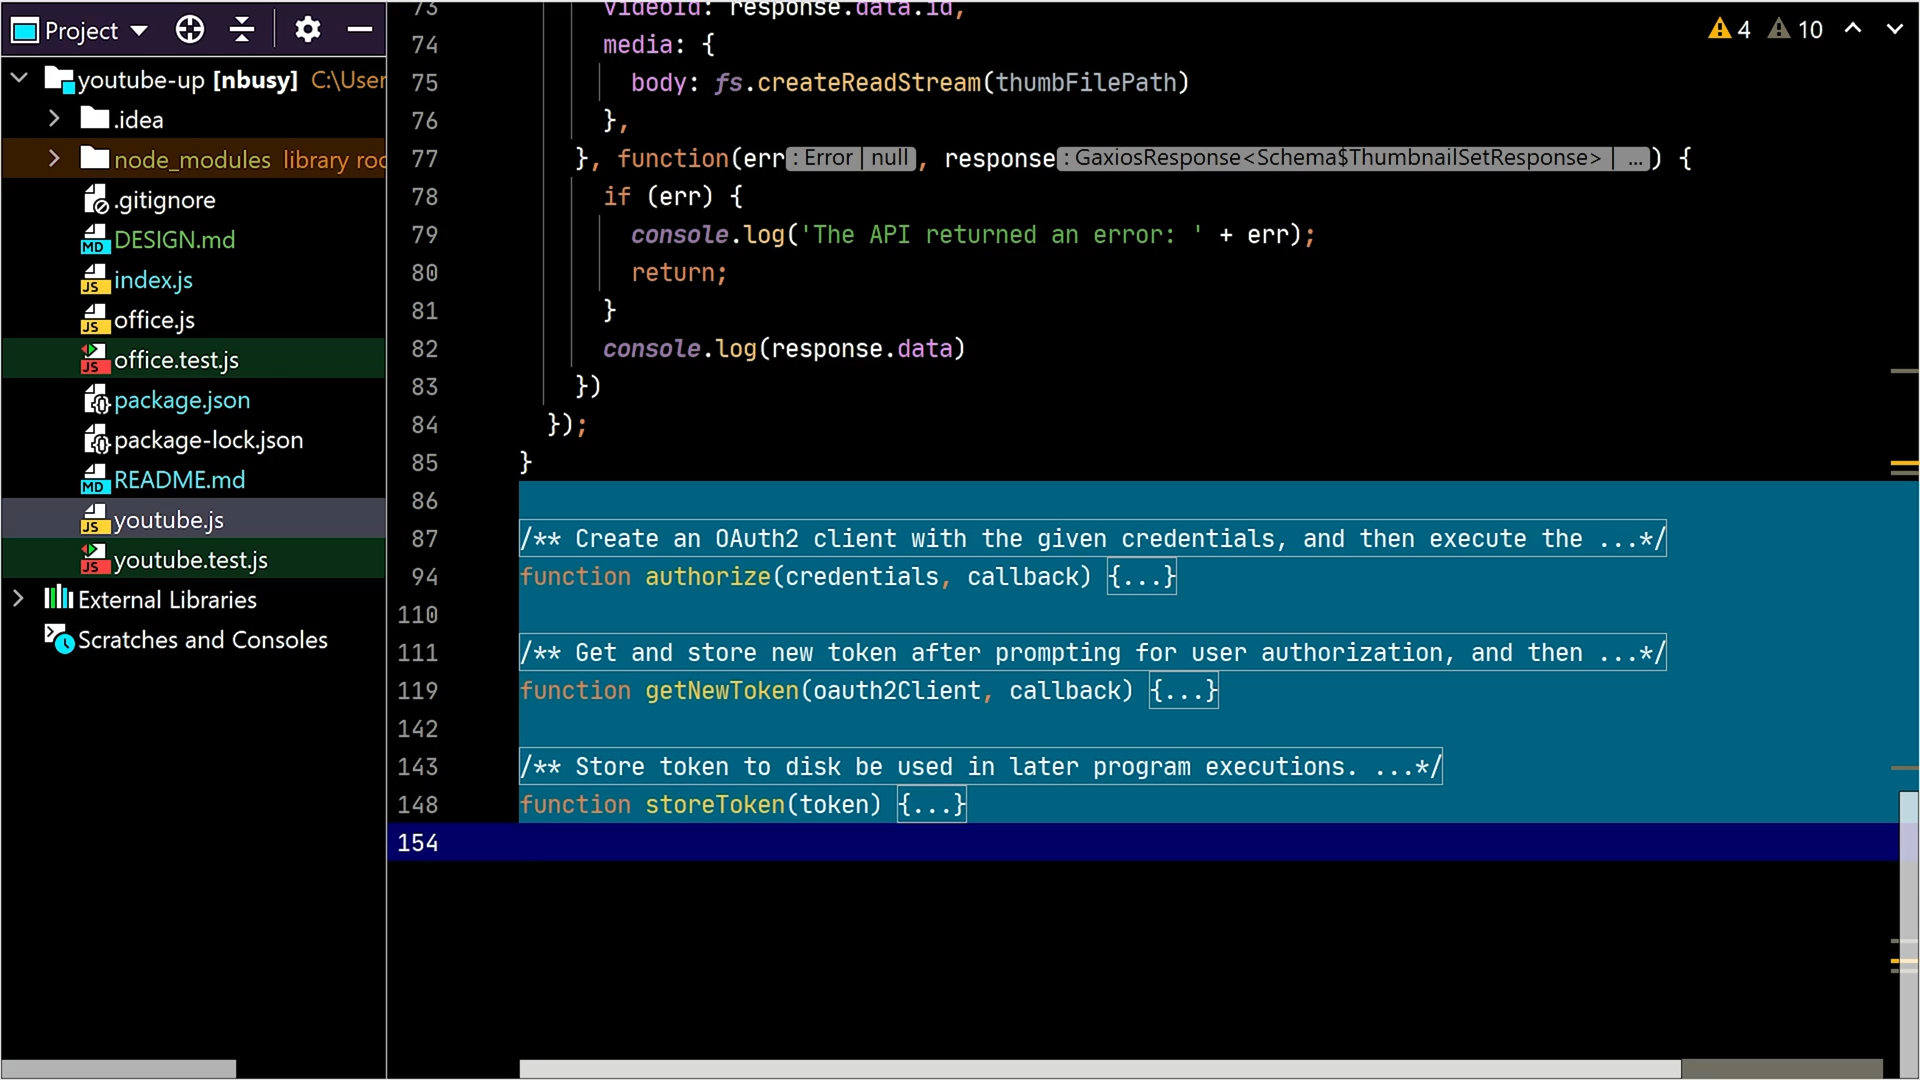 Project
4 10
youtube-up [nbusy] C:\User
.idea
node_modules library roo
.gitignore
DESIGN.md
index.js
office.js
office.test.js
package.json
package-lock.json
README.md
youtube.js
youtube.test.js
External Libraries
Scratches and Consoles
73 videoId: response.data.id,
74 media: {
75 body: fs.createReadStream(thumbFilePath)
76 },
77 }, function(err : Error | null , response : GaxiosResponse<Schema$ThumbnailSetResponse> | ... ) {
78 if (err) {
79 console.log('The API returned an error: ' + err);
80 return;
81 }
82 console.log(response.data)
83 })
84 });
85 }
86
87 /** Create an OAuth2 client with the given credentials, and then execute the ...*/
94 function authorize(credentials, callback) {...}
110
111 /** Get and store new token after prompting for user authorization, and then ...*/
119 function getNewToken(oauth2Client, callback) {...}
142
143 /** Store token to disk be used in later program executions. ...*/
148 function storeToken(token) {...}
154